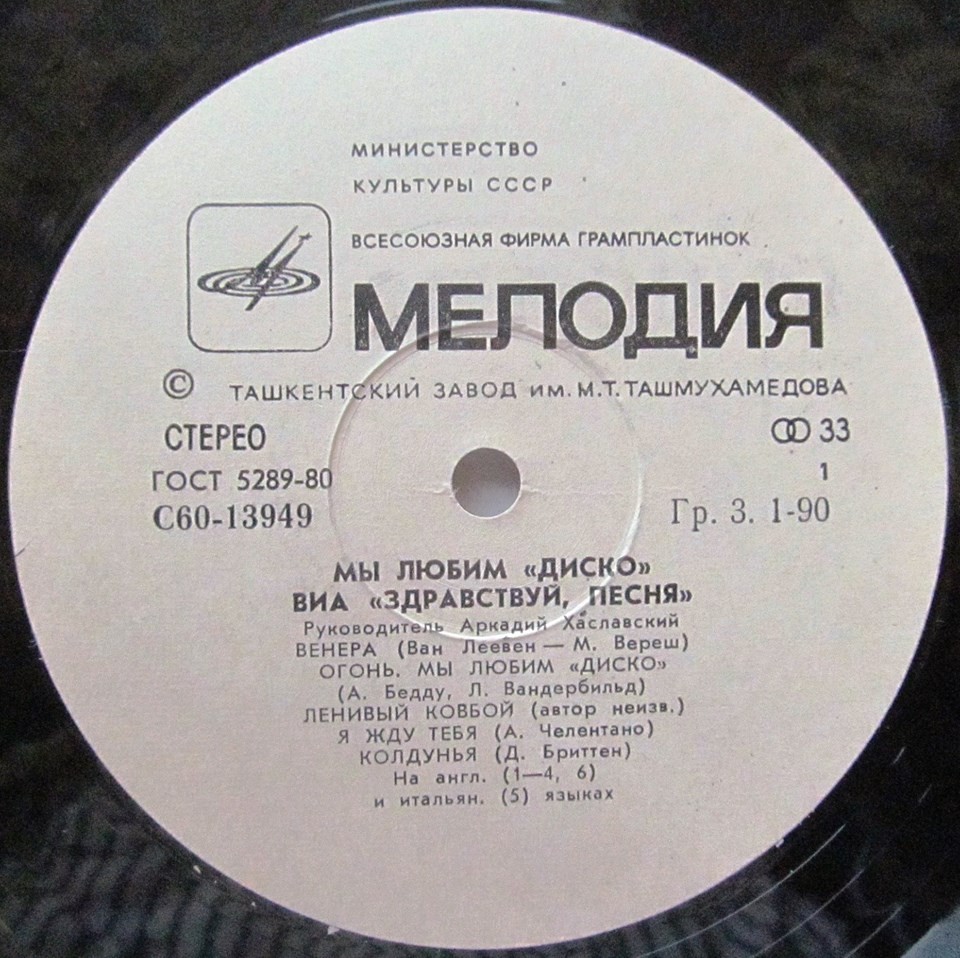 МИНИСТЕРСТВО
КУЛЬТУРЫ СССР
ВСЕСОЮЗНАЯ ФИРМА ГРАМПЛАСТИНОК
МЕЛОДИЯ
© ТАШКЕНТСКИЙ ЗАВОД им. М. Т. ТАШМУХАМЕДОВА
СТЕРЕО
33
ГОСТ 5289-80
1
С60-13949
Гр. 3. 1-90
МЫ ЛЮБИМ «ДИСКО»
ВИА «ЗДРАВСТВУЙ, ПЕСНЯ»
Руководитель Аркадий Хаславский
ВЕНЕРА (Ван Леевен — М. Вереш)
ОГОНЬ. МЫ ЛЮБИМ «ДИСКО»
(А. Бедду, Л. Вандербильд)
ЛЕНИВЫЙ КОВБОЙ (автор неизв.)
Я ЖДУ ТЕБЯ (А. Челентано)
КОЛДУНЬЯ (Д. Бриттен)
На англ. (1—4, 6)
и итальян. (5) языках